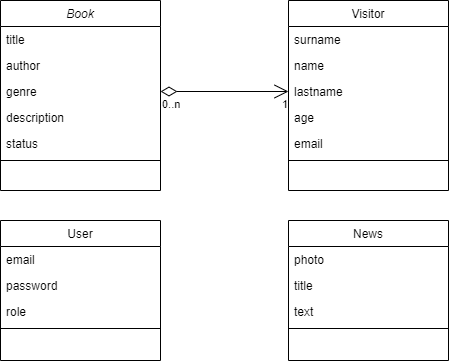 Book
title
author
genre
description
status
0..n
1
Visitor
surname
name
lastname
age
email
User
email
password
role
News
photo
title
text